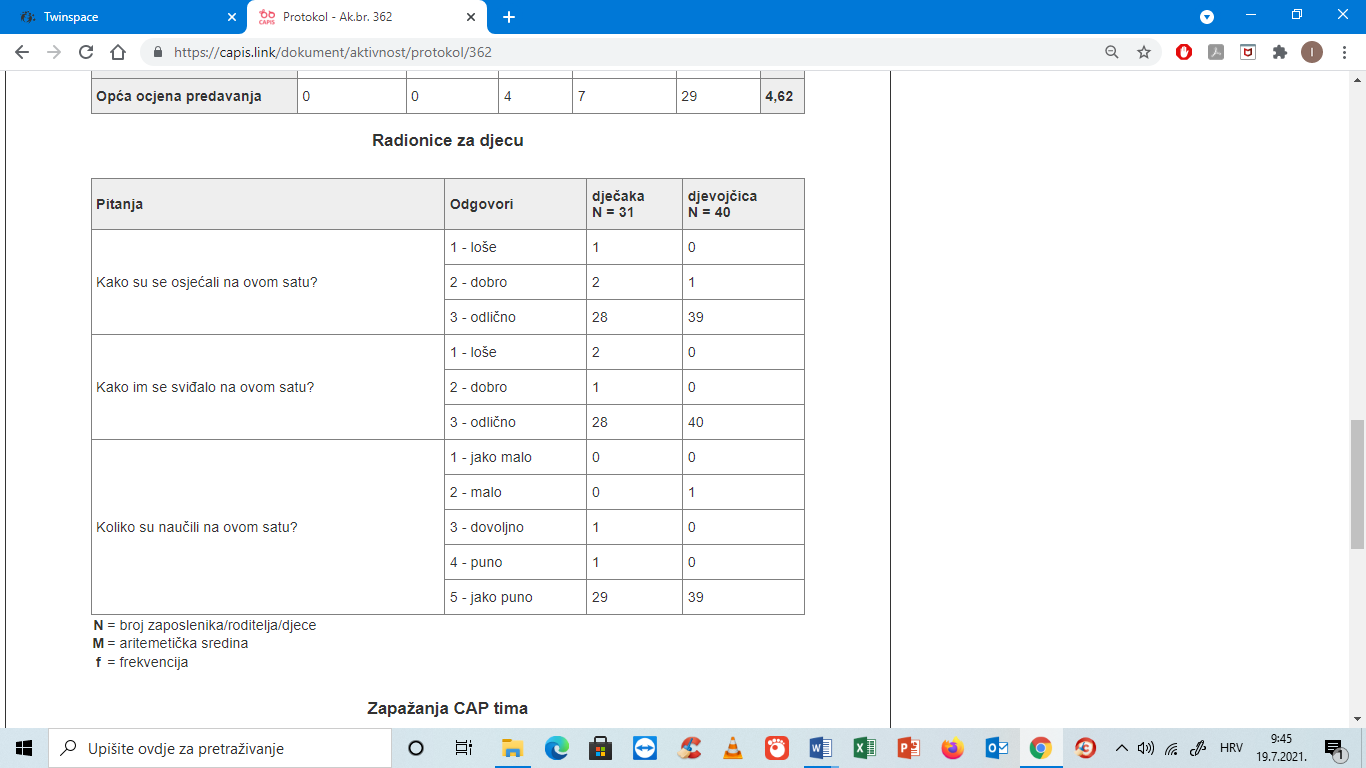 Twinspace
Protokol - Ak.br. 362
https://capis.link/dokument/aktivnost/protokol/362
Opća ocjena predavanja 0 0 4 7 29 4,62
Radionice za djecu
Pitanja Odgovori dječaka N = 31 djevojčica N = 40
Kako su se osjećali na ovom satu?
1 - loše 1 0
2 - dobro 2 1
3 - odlično 28 39
Kako im se sviđalo na ovom satu?
1 - loše 2 0
2 - dobro 1 0
3 - odlično 28 40
Koliko su naučili na ovom satu?
1 - jako malo 0 0
2 - malo 0 1
3 - dovoljno 1 0
4 - puno 1 0
5 - jako puno 29 39
N = broj zaposlenika/roditelja/djece
M = aritemetička sredina
f = frekvencija
Zapažanja CAP tima
Upišite ovdje za pretraživanje
HRV
9:45
19.7.2021.
1